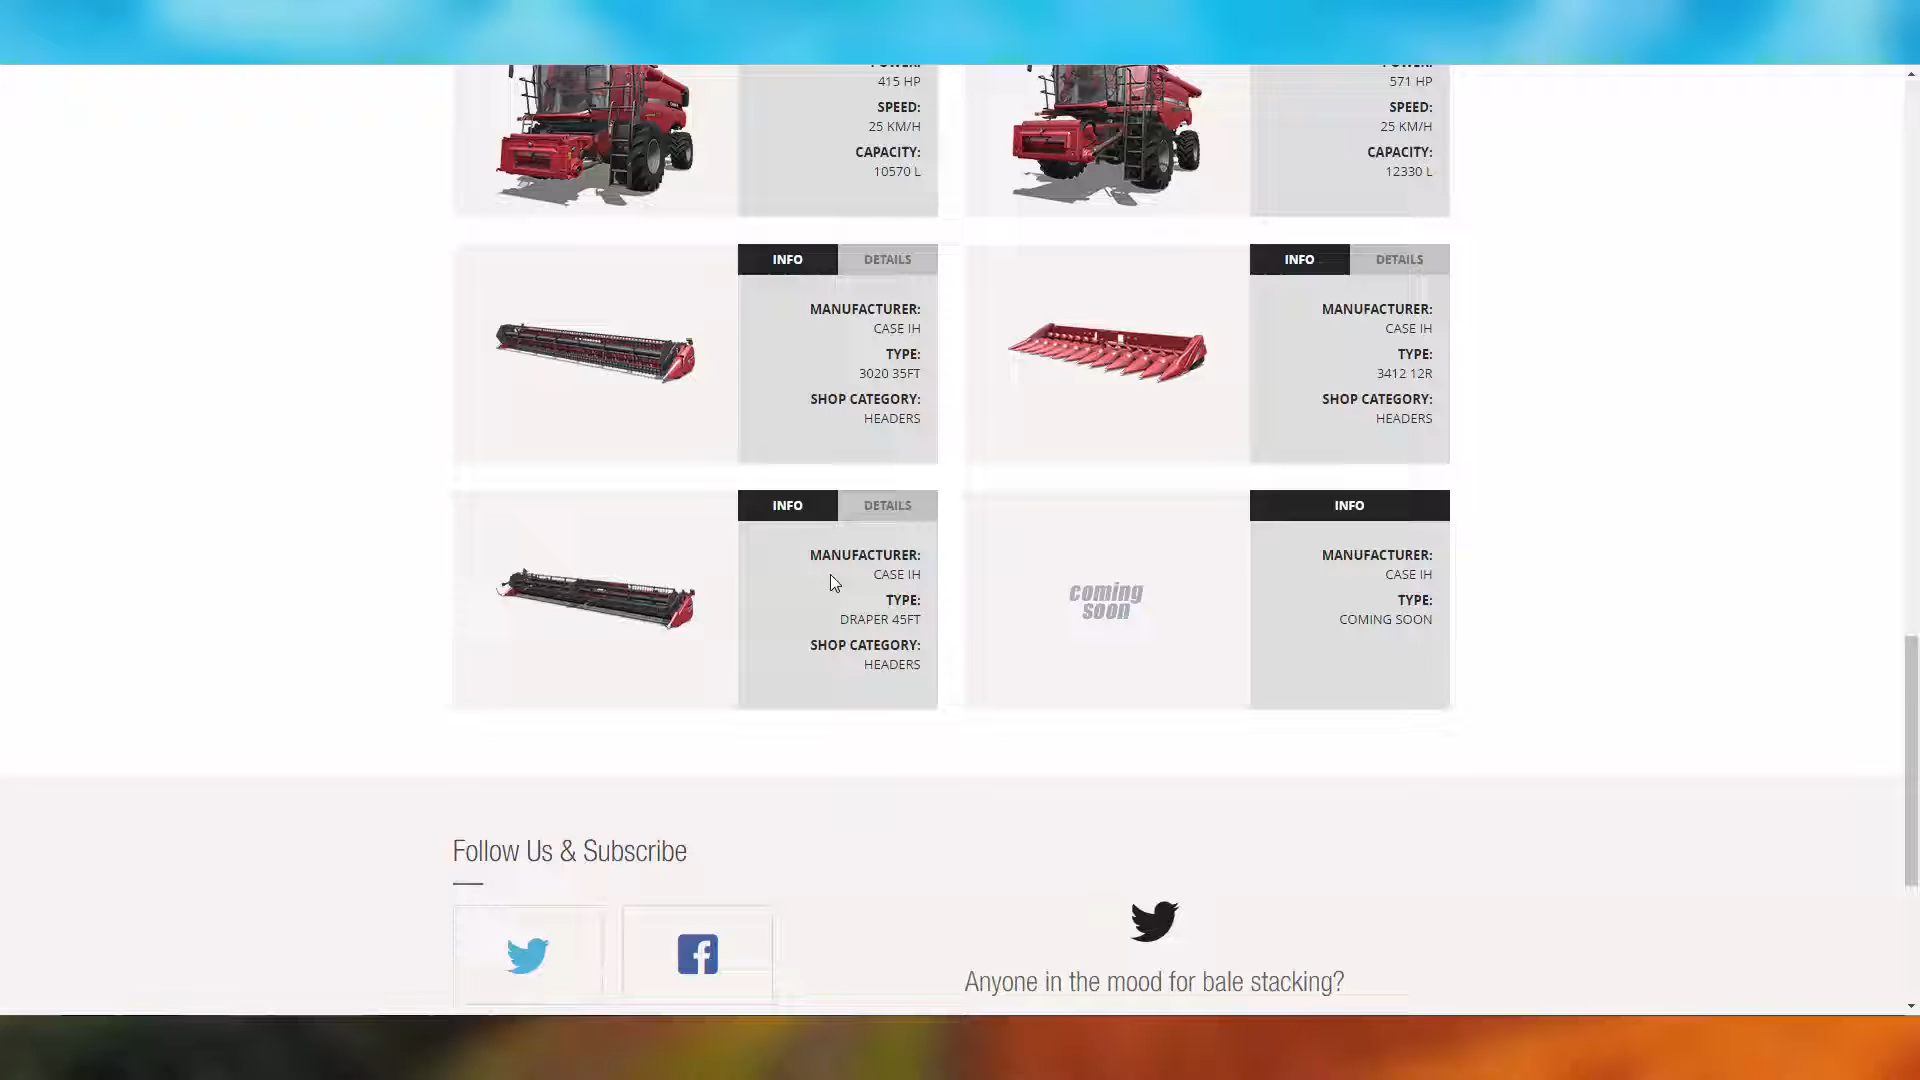 POWER:
415 HP
SPEED:
25 KM/H
CAPACITY:
10570 L
POWER:
571 HP
SPEED:
25 KM/H
CAPACITY:
12330 L
INFO DETAILS
MANUFACTURER:
CASE IH
TYPE:
3020 35FT
SHOP CATEGORY:
HEADERS
INFO DETAILS
MANUFACTURER:
CASE IH
TYPE:
3412 12R
SHOP CATEGORY:
HEADERS
INFO DETAILS
MANUFACTURER:
CASE IH
TYPE:
DRAPER 45FT
SHOP CATEGORY:
HEADERS
coming
soon
INFO
MANUFACTURER:
CASE IH
TYPE:
COMING SOON
Follow Us & Subscribe
Anyone in the mood for bale stacking?